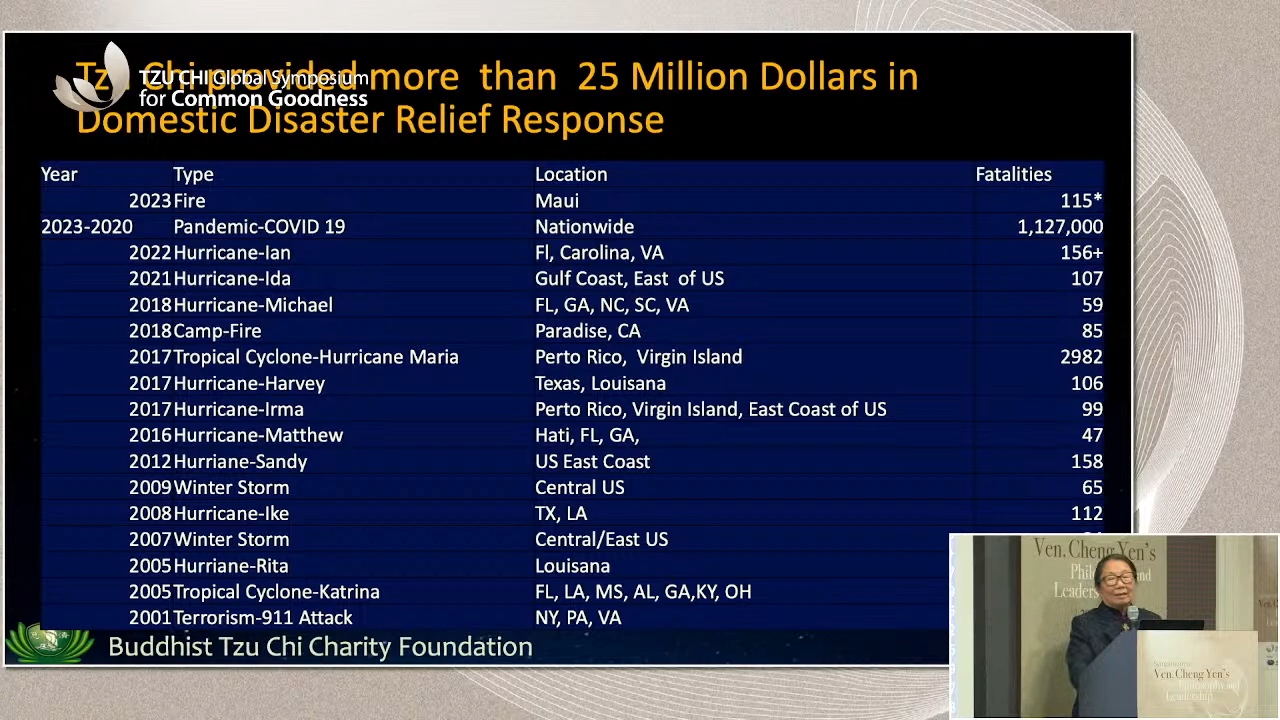 Tzu Chi provided more than 25 Million Dollars in
Domestic Disaster Relief Response
TZU CHI Global Symposium
for Common Goodness
Year Type Location Fatalities
2023 Fire Maui 115*
2023-2020 Pandemic-COVID 19 Nationwide 1,127,000
2022 Hurricane-Ian Fl, Carolina, VA 156+
2021 Hurricane-Ida Gulf Coast, East of US 107
2018 Hurricane-Michael FL, GA, NC, SC, VA 59
2018 Camp-Fire Paradise, CA 85
2017 Tropical Cyclone-Hurricane Maria Perto Rico, Virgin Island 2982
2017 Hurricane-Harvey Texas, Louisana 106
2017 Hurricane-Irma Perto Rico, Virgin Island, East Coast of US 99
2016 Hurricane-Matthew Hati, FL, GA, 47
2012 Hurriane-Sandy US East Coast 158
2009 Winter Storm Central US 65
2008 Hurricane-Ike TX, LA 112
2007 Winter Storm Central/East US
2005 Hurriane-Rita Louisana
2005 Tropical Cyclone-Katrina FL, LA, MS, AL, GA,KY, OH
2001 Terrorism-911 Attack NY, PA, VA
Buddhist Tzu Chi Charity Foundation
Ven. Cheng Yen's
Ven. Cheng Yen's